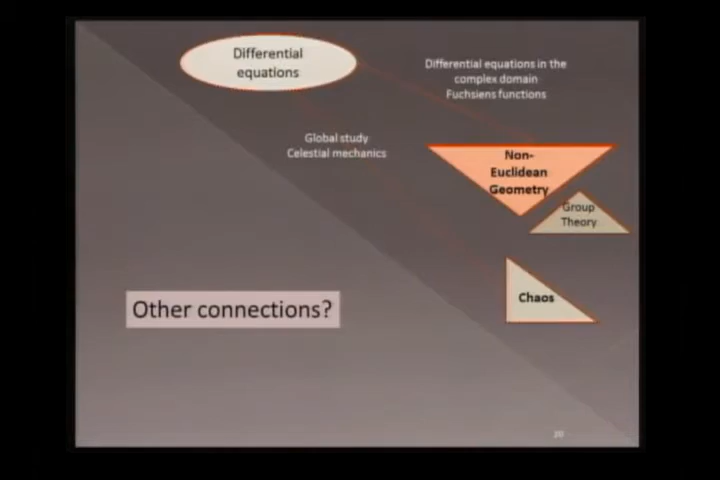 Differential
equations
Differential equations in the
complex domain
Fuchsiens functions
Global study
Celestial mechanics
Non-
Euclidean
Geometry
Group
Theory
Chaos
Other connections?
20